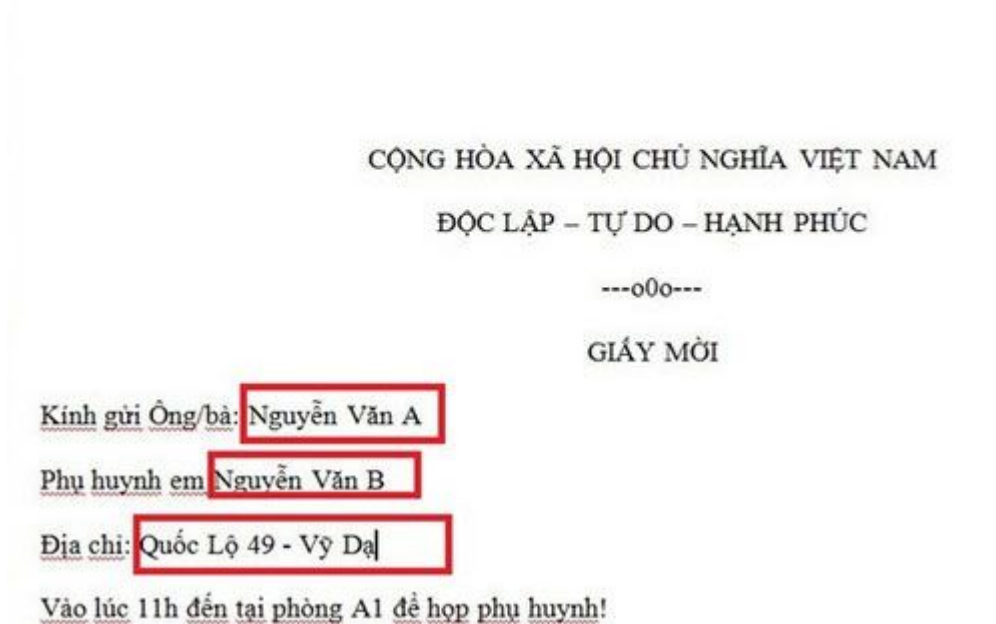 CỘNG HÒA XÃ HỘI CHỦ NGHĨA VIỆT NAM
ĐỘC LẬP – TỰ DO – HẠNH PHÚC
---o0o---
GIẤY MỜI
Kính gửi Ông/bà: Nguyễn Văn A
Phụ huynh em Nguyễn Văn B
Địa chỉ: Quốc Lộ 49 - Vỹ Dạ
Vào lúc 11h đến tại phòng A1 để họp phụ huynh!